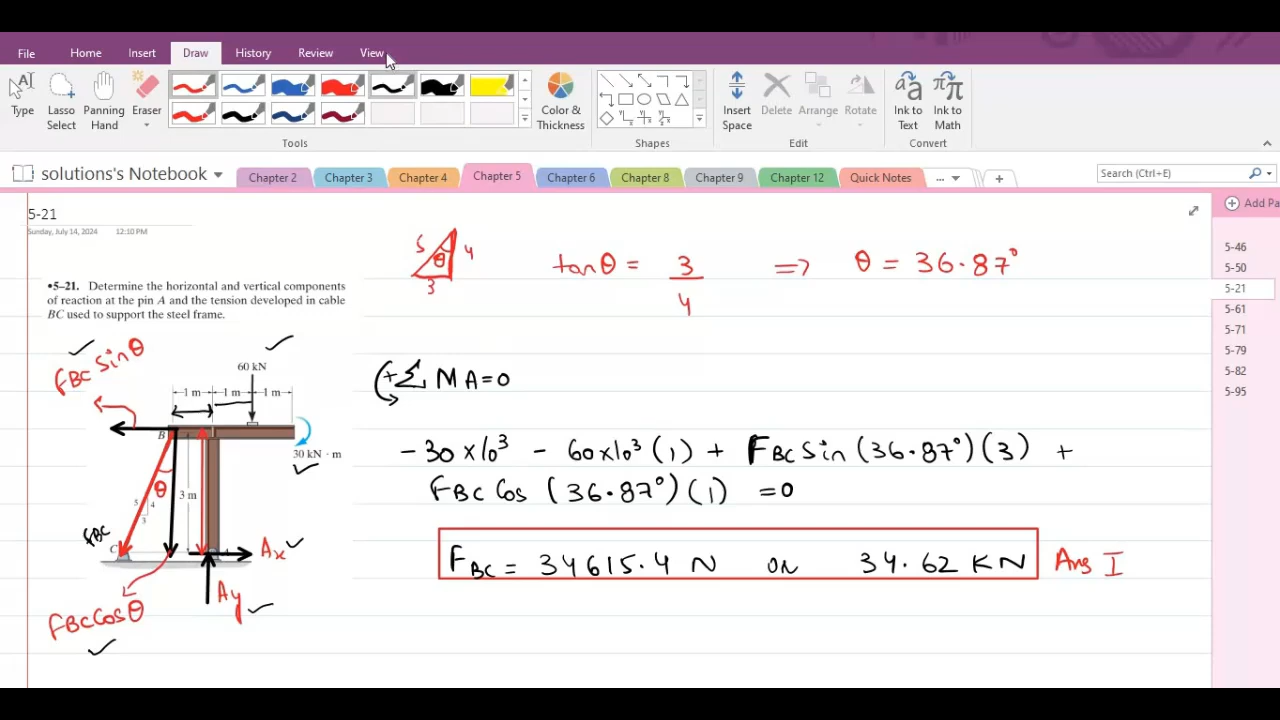 File Home Insert Draw History Review View
Type Lasso Select Panning Hand Eraser Color & Thickness Insert Space Delete Arrange Rotate Ink to Text Ink to Math
Tools Shapes Edit Convert
solutions's Notebook Chapter 2 Chapter 3 Chapter 4 Chapter 5 Chapter 6 Chapter 8 Chapter 9 Chapter 12 Quick Notes ... + Search (Ctrl+E)
Add Pa
5-46
5-50
5-21
5-61
5-71
5-79
5-82
5-95
5-21
Sunday, July 14, 2024 12:10 PM
•5–21. Determine the horizontal and vertical components
of reaction at the pin A and the tension developed in cable
BC used to support the steel frame.
5 θ 4
3
tanθ = 3/4 => θ = 36.87°
FBC Sinθ
60 kN
1 m 1 m 1 m
B
30 kN · m
θ
3 m
5 4
3
FBC
C
Ax
Ay
FBC Cosθ
+Σ MA=0
- 30 x10³ - 60x10³ (1) + FBC Sin (36.87°) (3) +
FBC Cos (36.87°) (1) =0
FBC = 34615.4 N or 34.62 KN Ans I